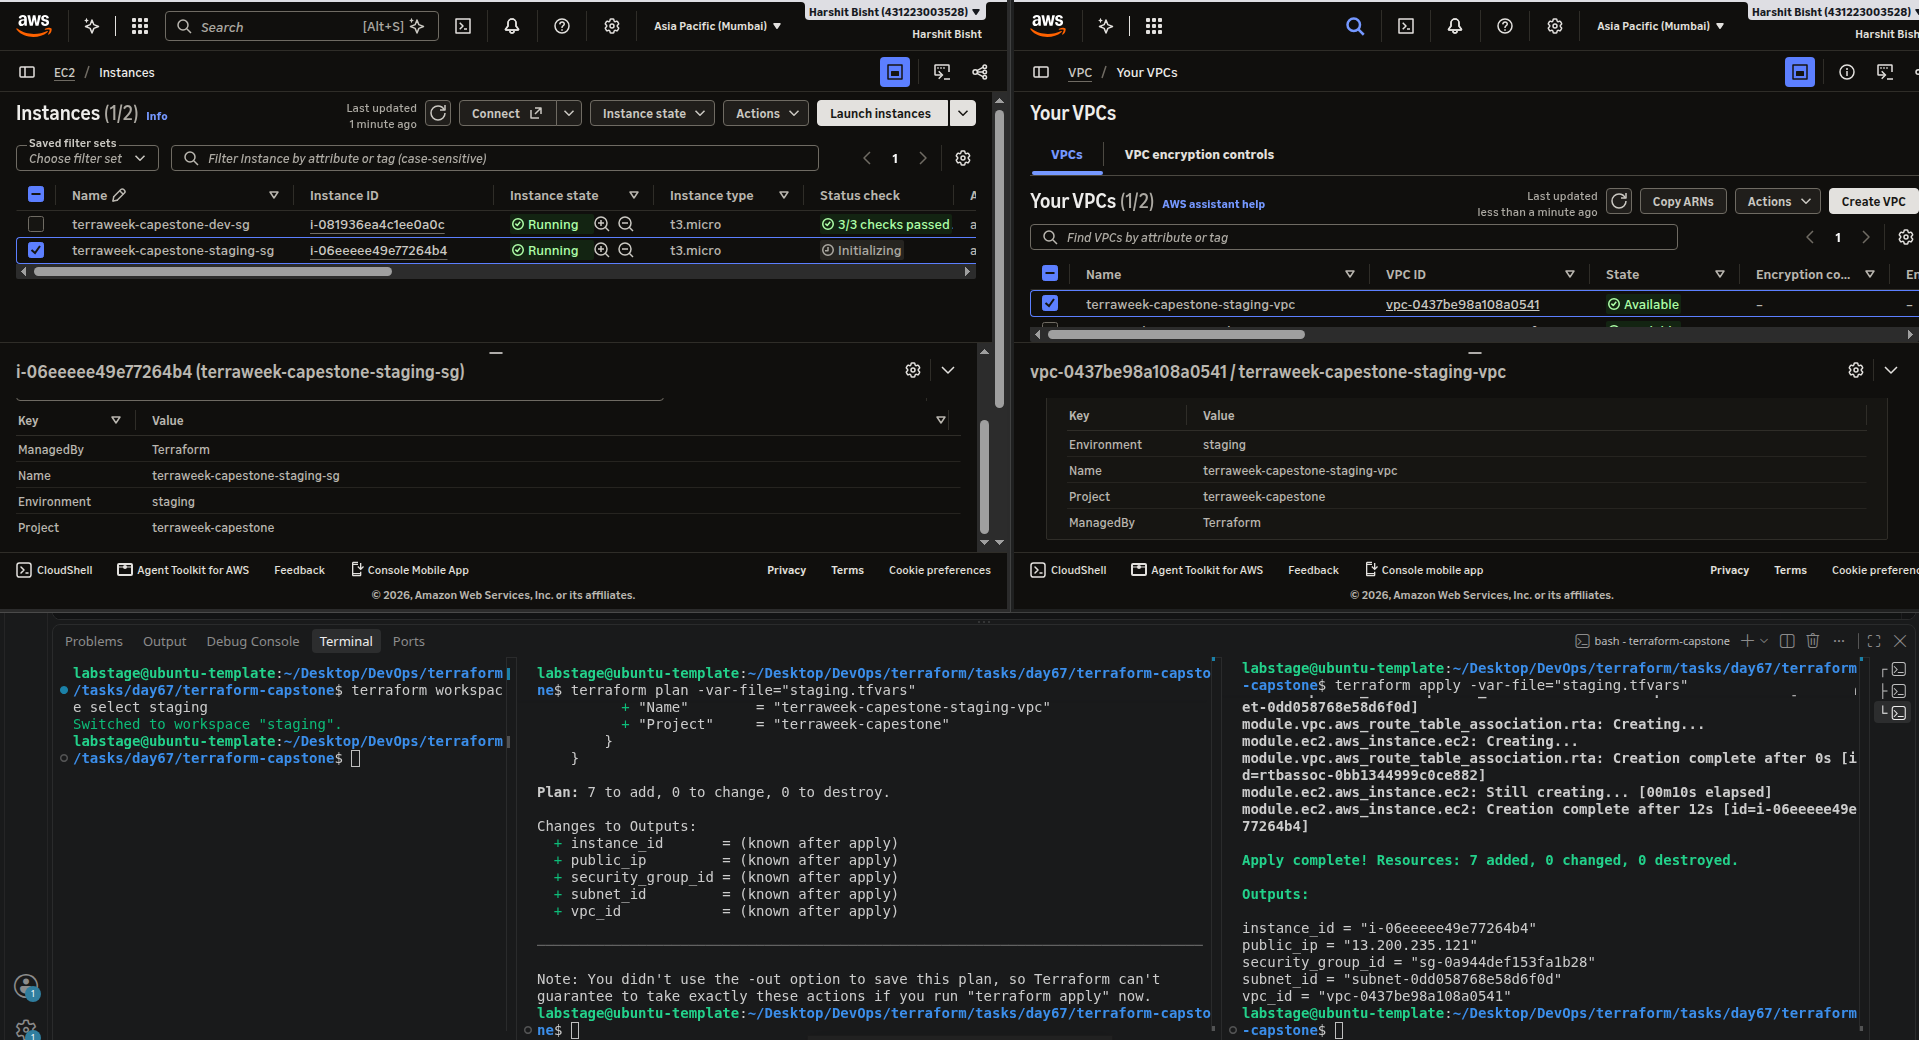 aws
Search
[Alt+S]
Asia Pacific (Mumbai)
Harshit Bisht (431223003528)
Harshit Bisht
EC2 / Instances
Instances (1/2) Info
Last updated
1 minute ago
Connect
Instance state
Actions
Launch instances
Saved filter sets
Choose filter set
Filter Instance by attribute or tag (case-sensitive)
1
Name
Instance ID
Instance state
Instance type
Status check
A
terraweek-capestone-dev-sg i-081936ea4c1ee0a0c Running t3.micro 3/3 checks passed a
terraweek-capestone-staging-sg i-06eeeee49e77264b4 Running t3.micro Initializing a
i-06eeeee49e77264b4 (terraweek-capestone-staging-sg)
Key Value
ManagedBy Terraform
Name terraweek-capestone-staging-sg
Environment staging
Project terraweek-capestone
CloudShell Agent Toolkit for AWS Feedback Console Mobile App Privacy Terms Cookie preferences
© 2026, Amazon Web Services, Inc. or its affiliates.
aws
Asia Pacific (Mumbai)
Harshit Bisht (431223003528)
Harshit Bish
VPC / Your VPCs
Your VPCs
VPCs VPC encryption controls
Your VPCs (1/2) AWS assistant help
Last updated
less than a minute ago
Copy ARNs
Actions
Create VPC
Find VPCs by attribute or tag
1
Name VPC ID State Encryption co... En
terraweek-capestone-staging-vpc vpc-0437be98a108a0541 Available – –
vpc-0437be98a108a0541 / terraweek-capestone-staging-vpc
Key Value
Environment staging
Name terraweek-capestone-staging-vpc
Project terraweek-capestone
ManagedBy Terraform
CloudShell Agent Toolkit for AWS Feedback Console mobile app Privacy Terms Cookie preferenc
© 2026, Amazon Web Services, Inc. or its affiliates.
Problems Output Debug Console Terminal Ports
bash - terraform-capstone
labstage@ubuntu-template:~/Desktop/DevOps/terraform
/tasks/day67/terraform-capstone$ terraform workspac
e select staging
Switched to workspace "staging".
labstage@ubuntu-template:~/Desktop/DevOps/terraform
/tasks/day67/terraform-capstone$
labstage@ubuntu-template:~/Desktop/DevOps/terraform/tasks/day67/terraform-capsto
ne$ terraform plan -var-file="staging.tfvars"
+ "Name" = "terraweek-capestone-staging-vpc"
+ "Project" = "terraweek-capestone"
}
}
Plan: 7 to add, 0 to change, 0 to destroy.
Changes to Outputs:
+ instance_id = (known after apply)
+ public_ip = (known after apply)
+ security_group_id = (known after apply)
+ subnet_id = (known after apply)
+ vpc_id = (known after apply)
Note: You didn't use the -out option to save this plan, so Terraform can't
guarantee to take exactly these actions if you run "terraform apply" now.
labstage@ubuntu-template:~/Desktop/DevOps/terraform/tasks/day67/terraform-capsto
ne$
labstage@ubuntu-template:~/Desktop/DevOps/terraform/tasks/day67/terraform
-capstone$ terraform apply -var-file="staging.tfvars"
et-0dd058768e58d6f0d]
module.vpc.aws_route_table_association.rta: Creating...
module.ec2.aws_instance.ec2: Creating...
module.vpc.aws_route_table_association.rta: Creation complete after 0s [i
d=rtbassoc-0bb1344999c0ce882]
module.ec2.aws_instance.ec2: Still creating... [00m10s elapsed]
module.ec2.aws_instance.ec2: Creation complete after 12s [id=i-06eeeee49e
77264b4]
Apply complete! Resources: 7 added, 0 changed, 0 destroyed.
Outputs:
instance_id = "i-06eeeee49e77264b4"
public_ip = "13.200.235.121"
security_group_id = "sg-0a944def153fa1b28"
subnet_id = "subnet-0dd058768e58d6f0d"
vpc_id = "vpc-0437be98a108a0541"
labstage@ubuntu-template:~/Desktop/DevOps/terraform/tasks/day67/terraform
-capstone$
1
1